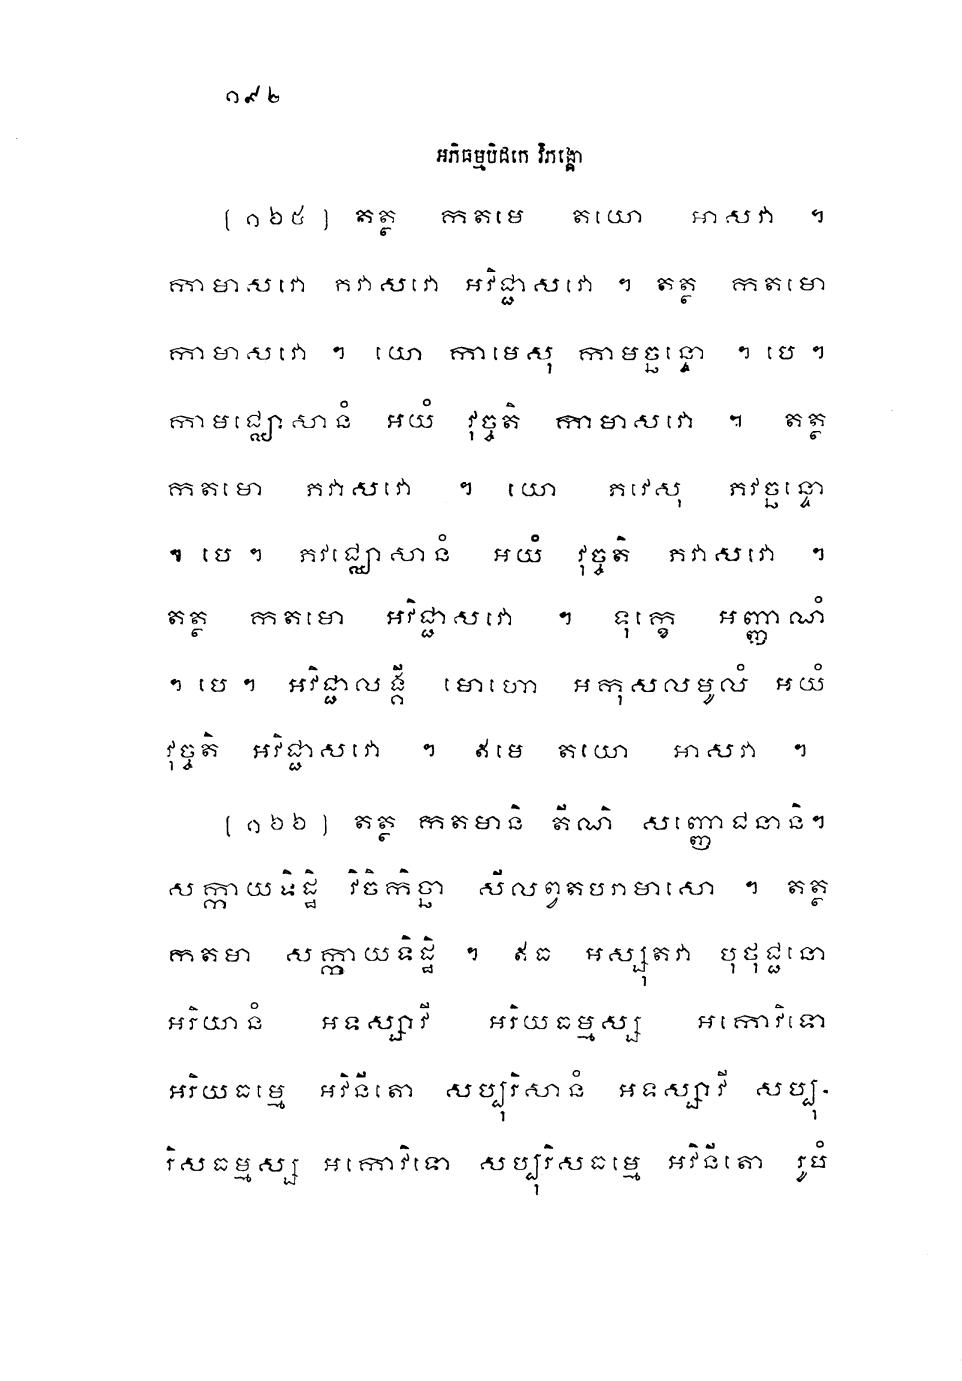 ១៩២
អភិធម្មបិដកេ វិភង្គោ
(១៦៥) តត្ថ កតមេ តយោ អាសវា ។
កាមាសវោ ភវាសវោ អវិជ្ជាសវោ ។ តត្ថ កតមោ
កាមាសវោ ។ យោ កាមេសុ កាមច្ឆន្ទោ ។ បេ ។
កាមជ្ឈោសានំ អយំ វុច្ចតិ កាមាសវោ ។ តត្ថ
កតមោ ភវាសវោ ។ យោ ភវេសុ ភវច្ឆន្ទោ
។ បេ ។ ភវជ្ឈោសានំ អយំ វុច្ចតិ ភវាសវោ ។
តត្ថ កតមោ អវិជ្ជាសវោ ។ ទុក្ខេ អញ្ញាណំ
។ បេ ។ អវិជ្ជាលង្គី មោហោ អកុសលមូលំ អយំ
វុច្ចតិ អវិជ្ជាសវោ ។ ឥមេ តយោ អាសវា ។
(១៦៦) តត្ថ កតមានិ តីណិ សញ្ញោជនានិ។
សក្កាយទិដ្ឋិ វិចិកិច្ឆា សីលព្វតបរាមាសោ ។ តត្ថ
កតមា សក្កាយទិដ្ឋិ ។ ឥធ អស្សុតវា បុថុជ្ជនោ
អរិយានំ អទស្សាវី អរិយធម្មស្ស អកោវិទោ
អរិយធម្មេ អវិនីតោ សប្បុរិសានំ អទស្សាវី សប្បុ-
រិសធម្មស្ស អកោវិទោ សប្បុរិសធម្មេ អវិនីតោ រូបំ